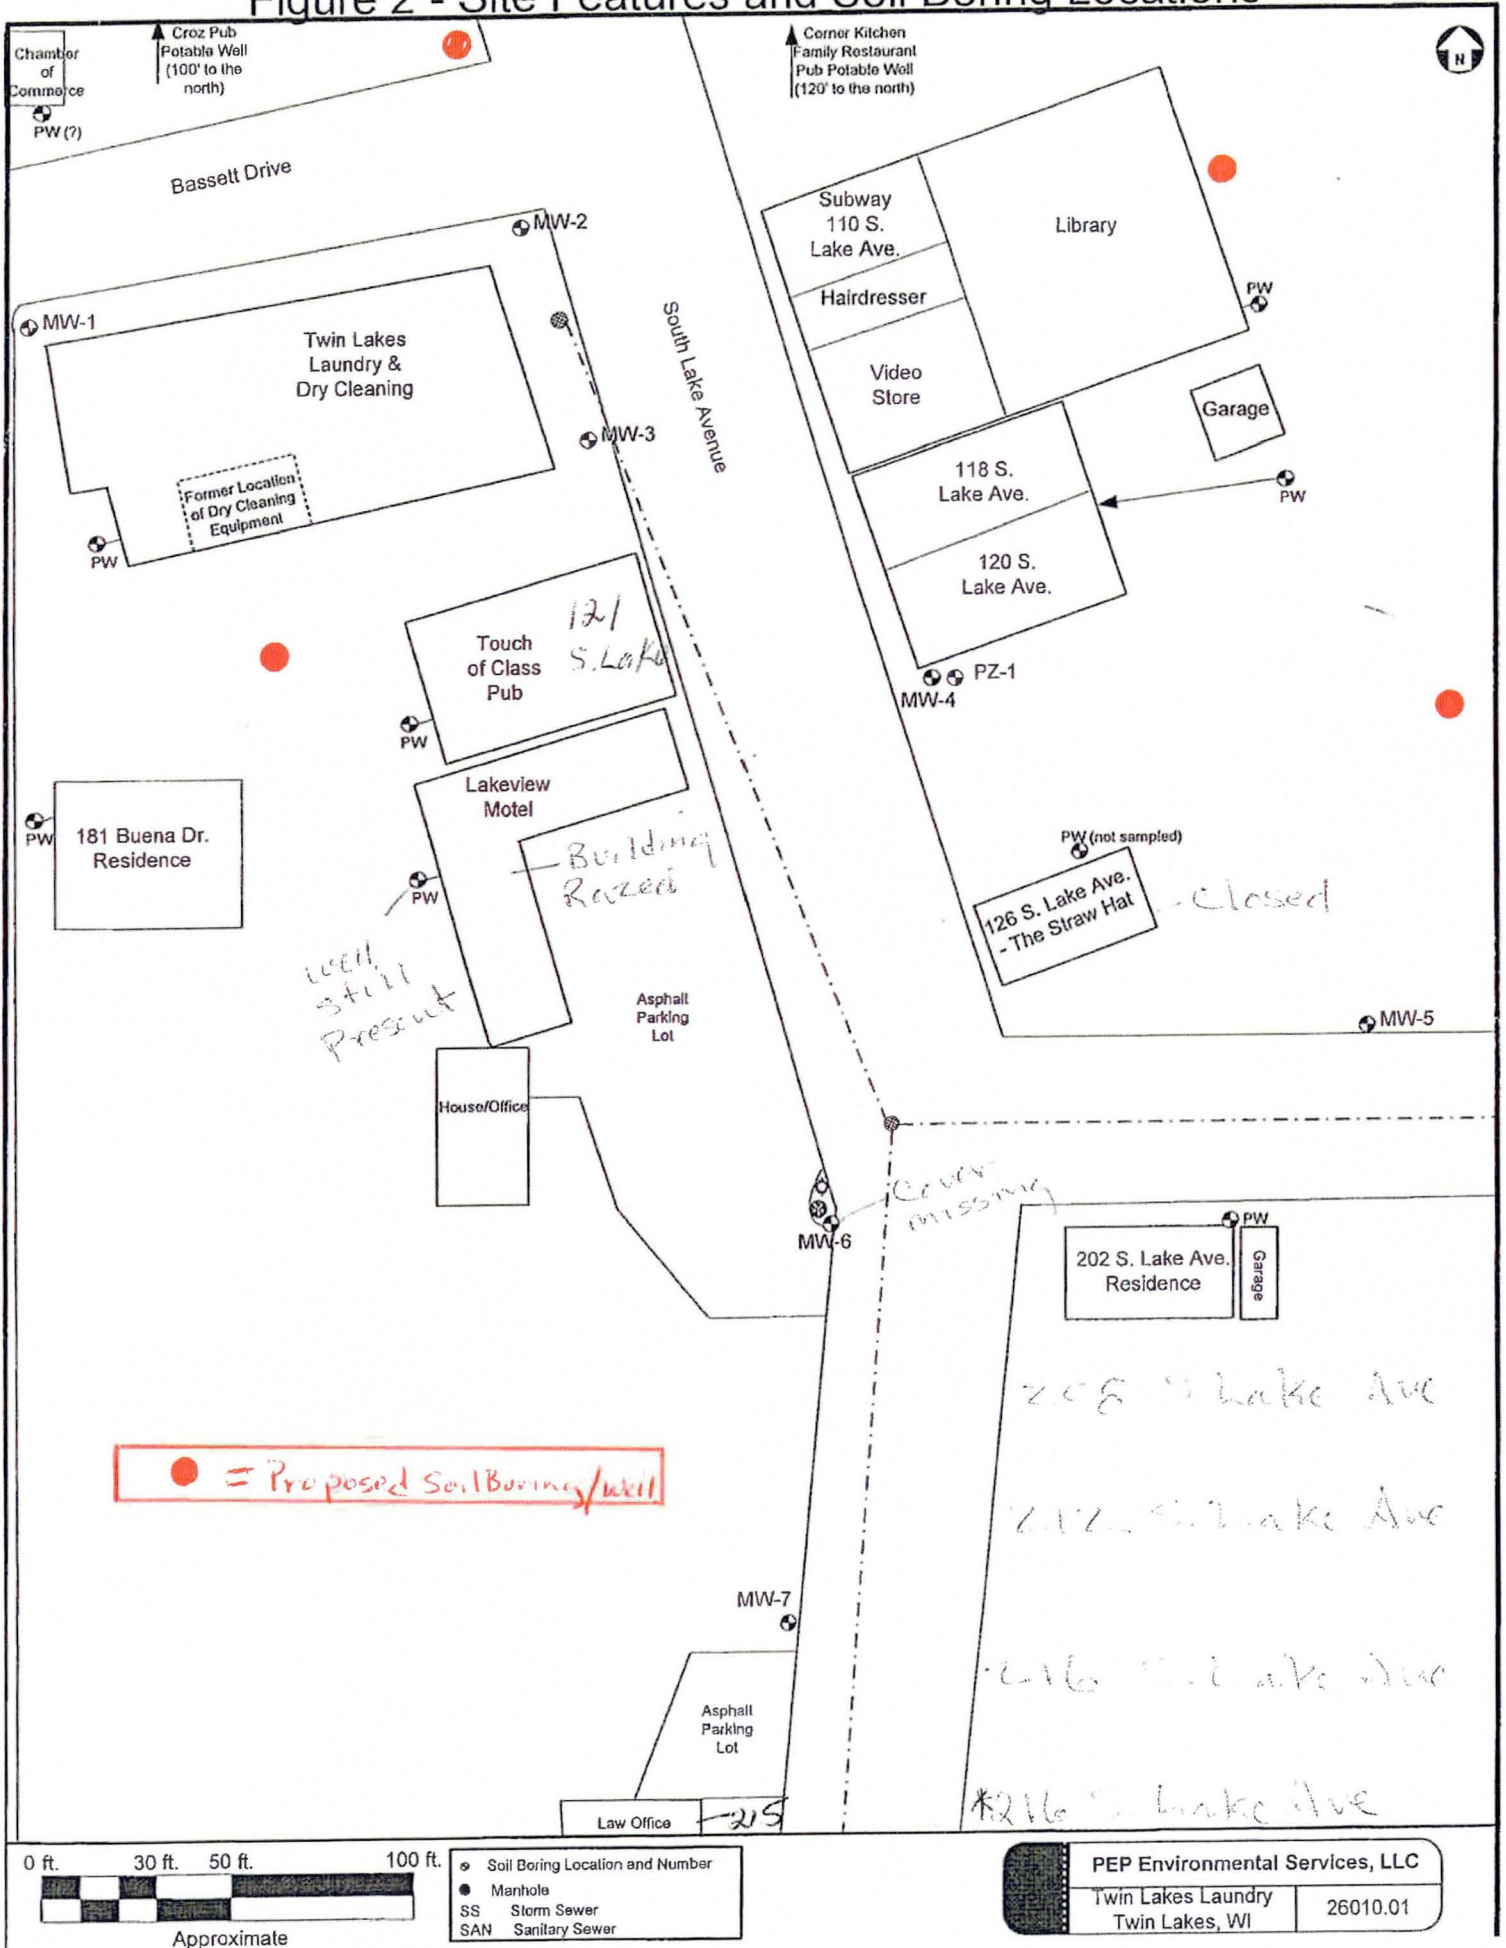 Figure 2 - Site Features and Soil Boring Locations
Chamber
of
Commerce
PW (?)
Croz Pub
Potable Well
(100' to the
north)
Corner Kitchen
Family Restaurant
Pub Potable Well
(120' to the north)
N
Bassett Drive
MW-2
MW-1
Twin Lakes
Laundry &
Dry Cleaning
Former Location
of Dry Cleaning
Equipment
PW
MW-3
South Lake Avenue
Subway
110 S.
Lake Ave.
Hairdresser
Video
Store
Library
PW
Garage
118 S.
Lake Ave.
PW
120 S.
Lake Ave.
MW-4
PZ-1
Touch
of Class
Pub
121
S. Lake
PW
Lakeview
Motel
Building
Razed
PW
well
still
Present
PW
181 Buena Dr.
Residence
PW (not sampled)
126 S. Lake Ave.
- The Straw Hat
Closed
MW-5
Asphalt
Parking
Lot
House/Office
Cover
missing
MW-6
PW
202 S. Lake Ave.
Residence
Garage
208 S Lake Ave
212 S. Lake Ave
216 S. Lake Ave
*216 S Lake Ave
= Proposed Soil Boring/Well
MW-7
Asphalt
Parking
Lot
Law Office
215
0 ft. 30 ft. 50 ft. 100 ft.
Approximate
Soil Boring Location and Number
Manhole
SS Storm Sewer
SAN Sanitary Sewer
PEP Environmental Services, LLC
Twin Lakes Laundry
Twin Lakes, WI
26010.01